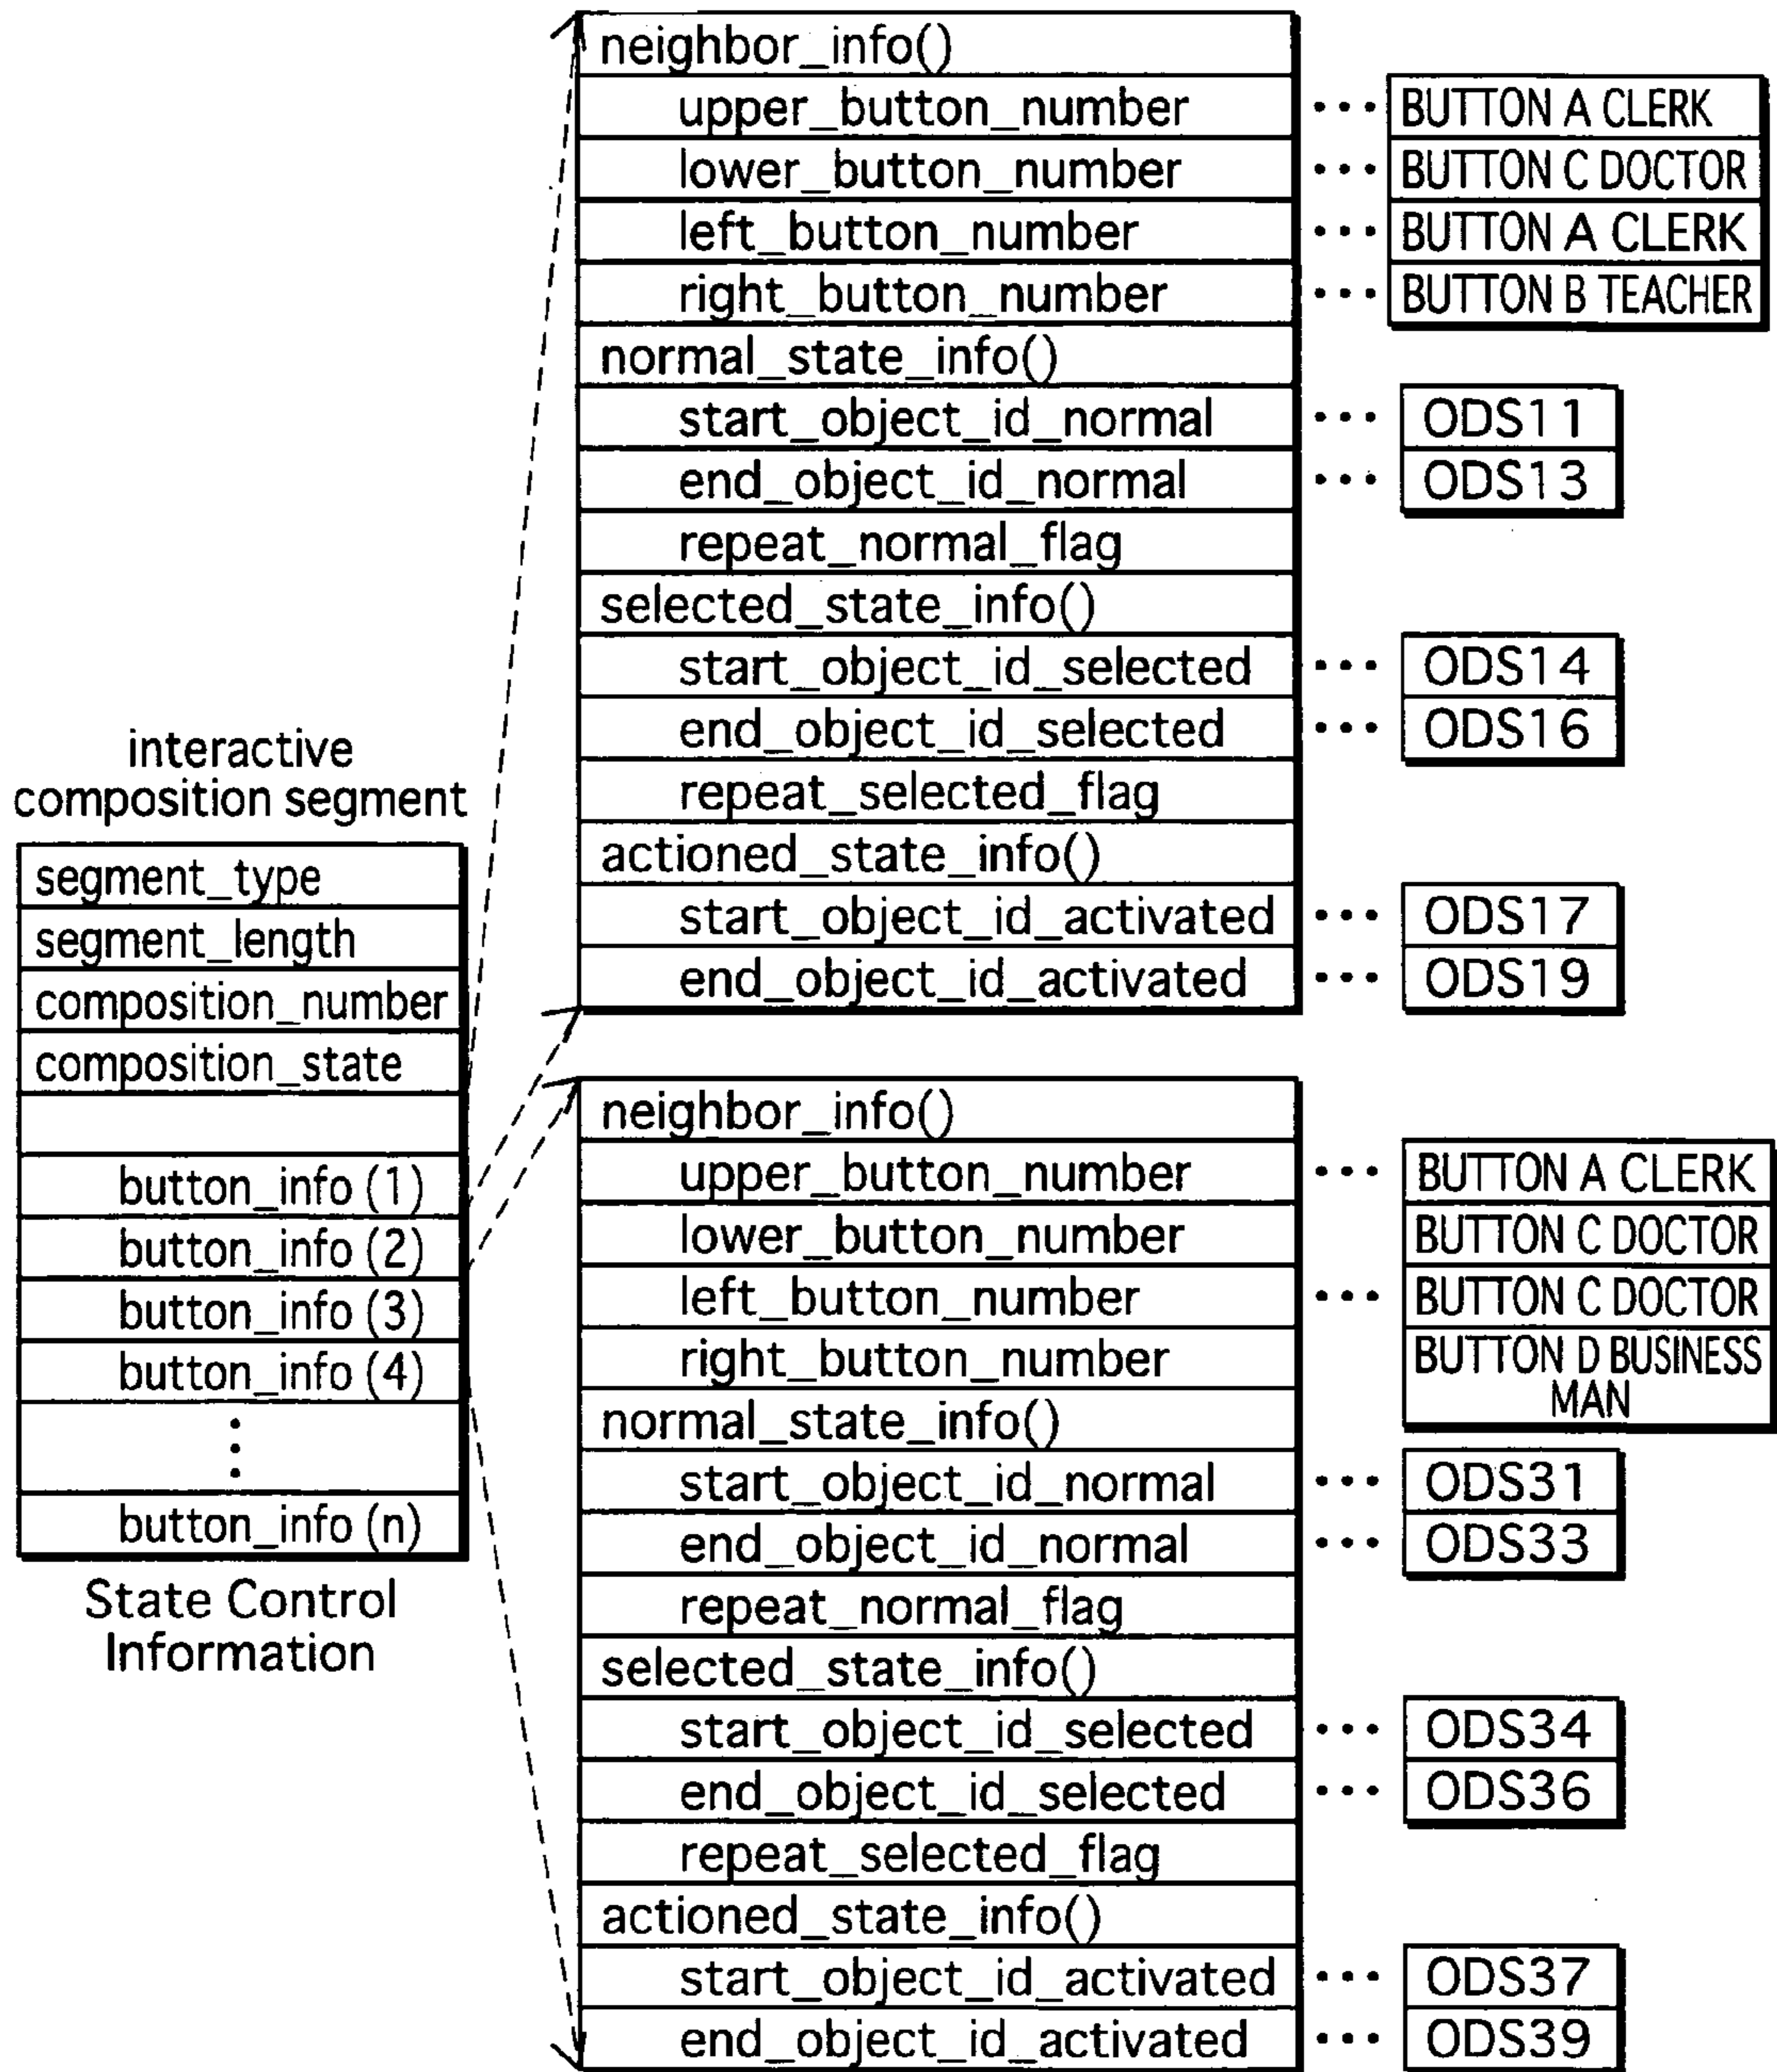 interactive
composition segment
segment_type
segment_length
composition_number
composition_state
button_info (1)
button_info (2)
button_info (3)
button_info (4)
button_info (n)
State Control
Information
neighbor_info()
upper_button_number ••• BUTTON A CLERK
lower_button_number ••• BUTTON C DOCTOR
left_button_number ••• BUTTON A CLERK
right_button_number ••• BUTTON B TEACHER
normal_state_info()
start_object_id_normal ••• ODS11
end_object_id_normal ••• ODS13
repeat_normal_flag
selected_state_info()
start_object_id_selected ••• ODS14
end_object_id_selected ••• ODS16
repeat_selected_flag
actioned_state_info()
start_object_id_activated ••• ODS17
end_object_id_activated ••• ODS19
neighbor_info()
upper_button_number ••• BUTTON A CLERK
lower_button_number BUTTON C DOCTOR
left_button_number ••• BUTTON C DOCTOR
right_button_number BUTTON D BUSINESS
MAN
normal_state_info()
start_object_id_normal ••• ODS31
end_object_id_normal ••• ODS33
repeat_normal_flag
selected_state_info()
start_object_id_selected ••• ODS34
end_object_id_selected ••• ODS36
repeat_selected_flag
actioned_state_info()
start_object_id_activated ••• ODS37
end_object_id_activated ••• ODS39